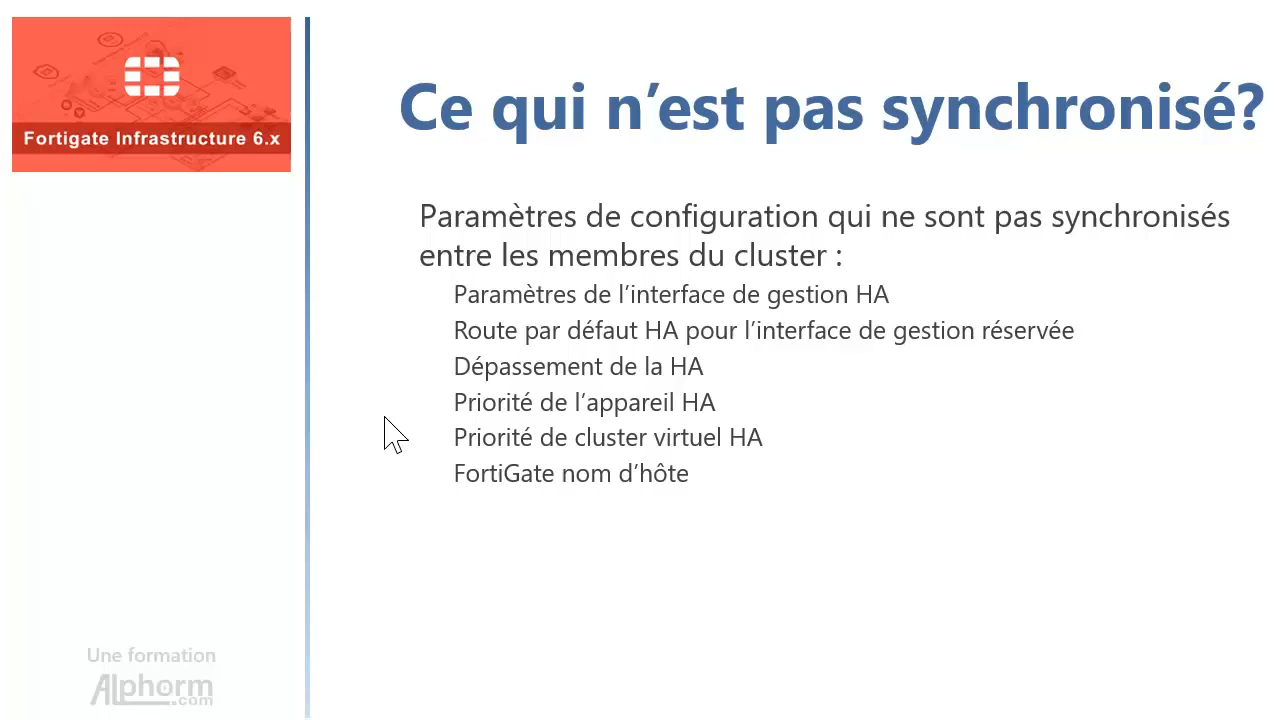 Fortigate Infrastructure 6.x
Ce qui n’est pas synchronisé?
Paramètres de configuration qui ne sont pas synchronisés
entre les membres du cluster :
Paramètres de l’interface de gestion HA
Route par défaut HA pour l’interface de gestion réservée
Dépassement de la HA
Priorité de l’appareil HA
Priorité de cluster virtuel HA
FortiGate nom d’hôte
Une formation
Alphorm
.com